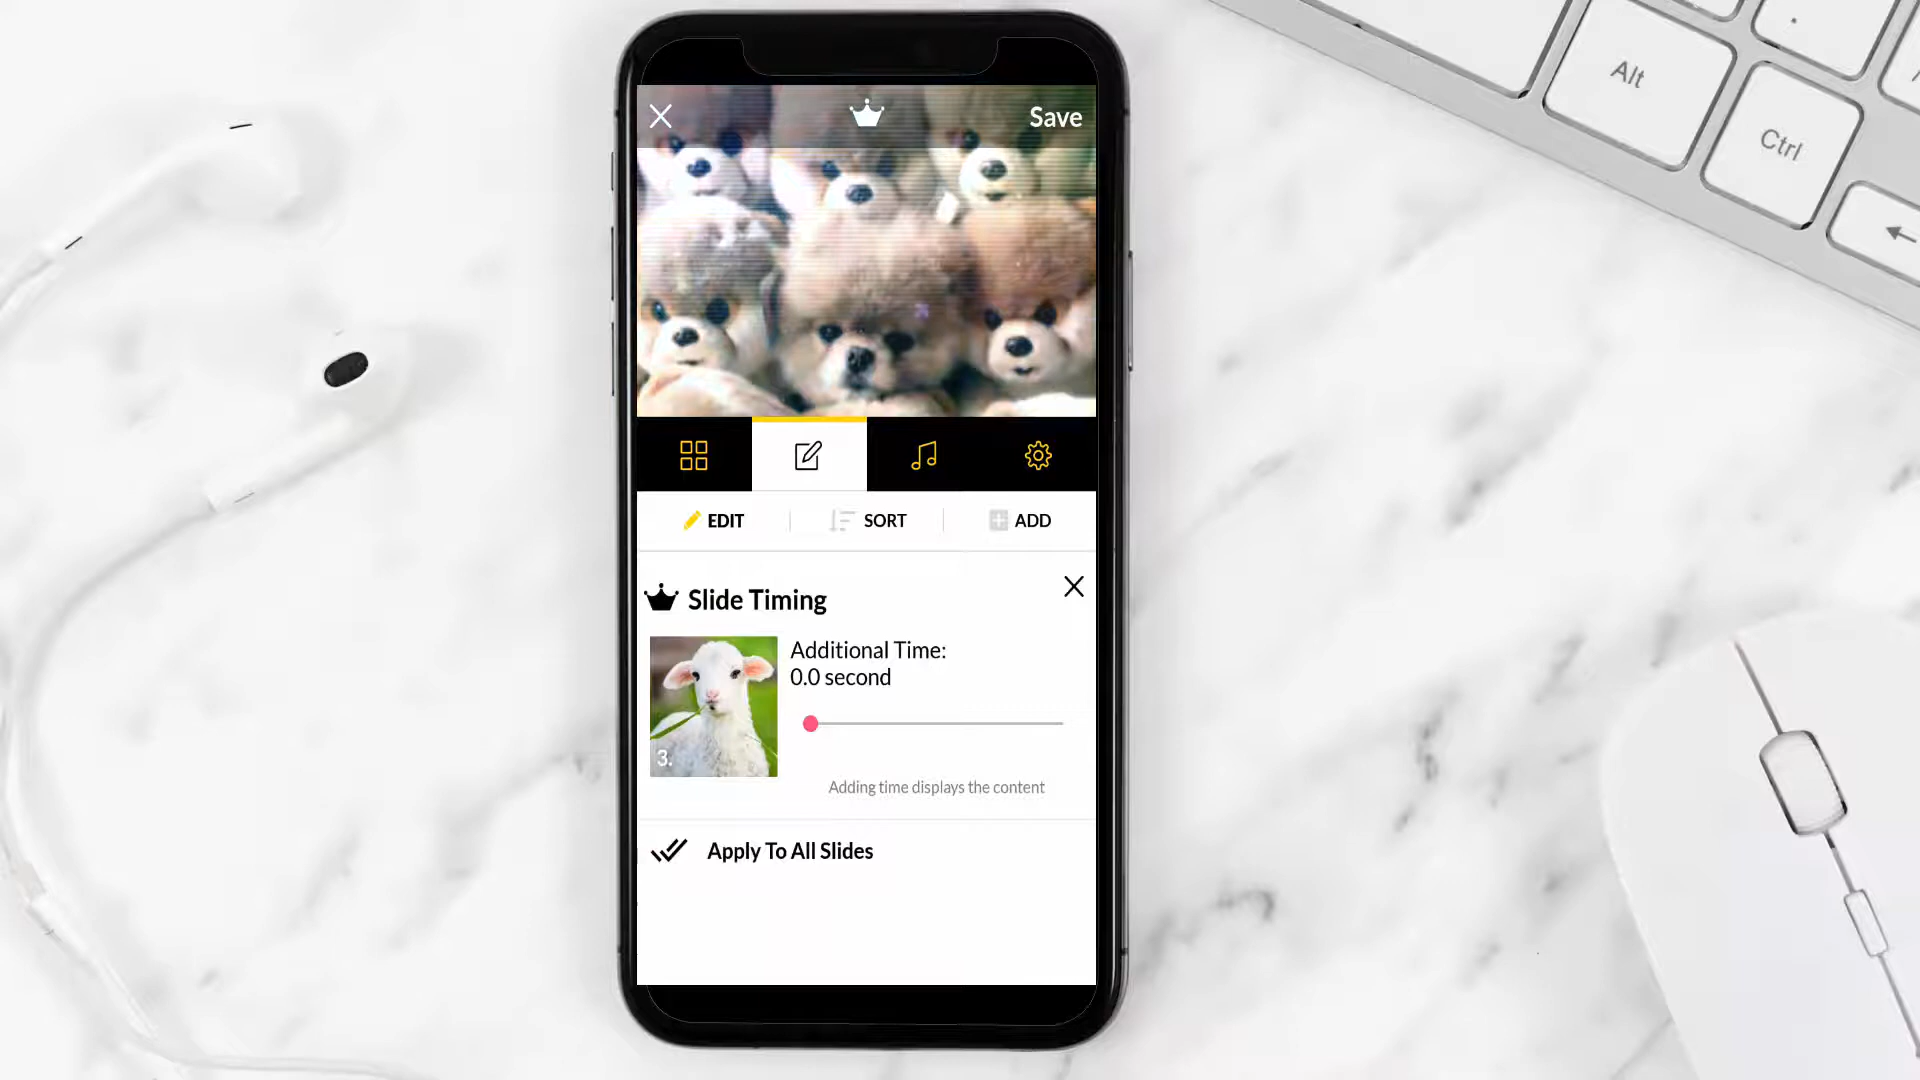 Alt
Ctrl
Save
EDIT
SORT
ADD
Slide Timing
Additional Time:
0.0 second
3.
Adding time displays the content
Apply To All Slides